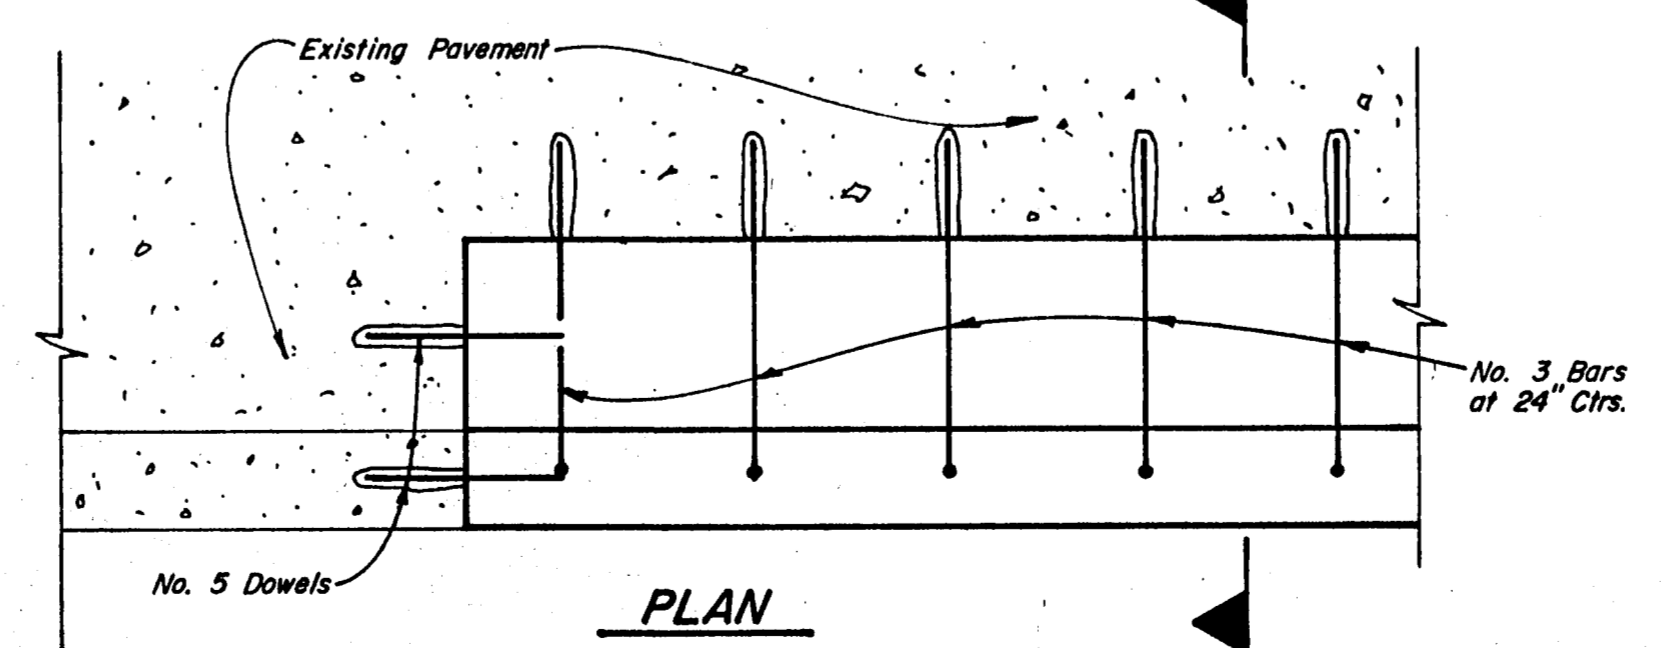 Existing Pavement
No. 3 Bars
at 24" Ctrs.
No. 5 Dowels
PLAN